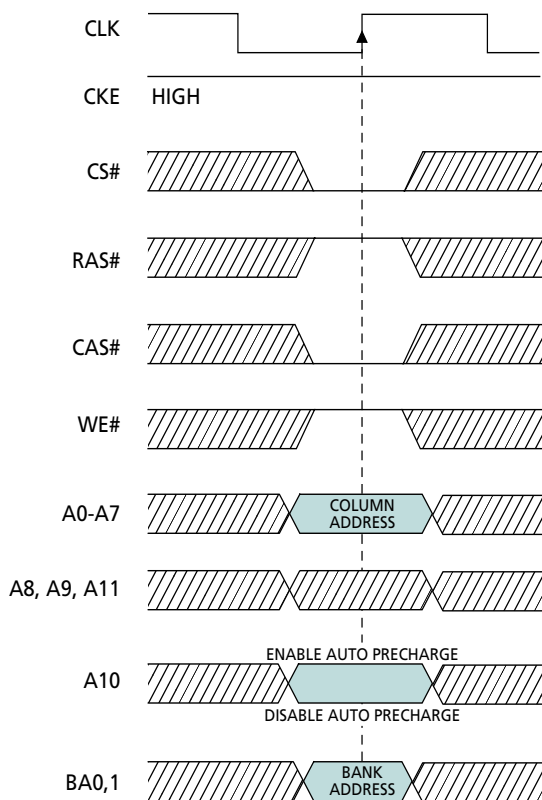 CLK
CKE HIGH
CS#
RAS#
CAS#
WE#
A0-A7 COLUMN
ADDRESS
A8, A9, A11
ENABLE AUTO PRECHARGE
A10
DISABLE AUTO PRECHARGE
BA0,1 BANK
ADDRESS